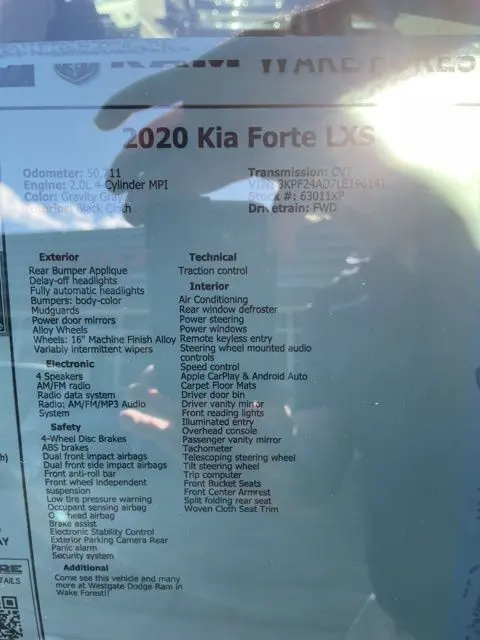 RAM WAKE FOREST
2020 Kia Forte LXS
Odometer: 50,211
Engine: 2.0L 4-Cylinder MPI
Color: Gravity Gray
Interior: Black Cloth
Transmission: CVT
VIN:
Stock #: 63011XP
Drivetrain: FWD
Exterior
Rear Bumper Applique
Delay-off headlights
Fully automatic headlights
Bumpers: body-color
Mudguards
Power door mirrors
Alloy Wheels
Wheels: 16" Machine Finish Alloy
Variably intermittent wipers
Electronic
4 Speakers
AM/FM radio
Radio data system
Radio: AM/FM/MP3 Audio
System
Safety
4-Wheel Disc Brakes
ABS brakes
Dual front impact airbags
Dual front side impact airbags
Front anti-roll bar
Front wheel independent
suspension
Low tire pressure warning
Occupant sensing airbag
Overhead airbag
Brake assist
Electronic Stability Control
Exterior Parking Camera Rear
Panic alarm
Security system
Additional
Come see this vehicle and many
more at Westgate Dodge Ram in
Wake Forest!!
Technical
Traction control
Interior
Air Conditioning
Rear window defroster
Power steering
Power windows
Remote keyless entry
Steering wheel mounted audio
controls
Speed control
Apple CarPlay & Android Auto
Carpet Floor Mats
Driver door bin
Driver vanity mirror
Front reading lights
Illuminated entry
Overhead console
Passenger vanity mirror
Tachometer
Telescoping steering wheel
Tilt steering wheel
Trip computer
Front Bucket Seats
Front Center Armrest
Split folding rear seat
Woven Cloth Seat Trim